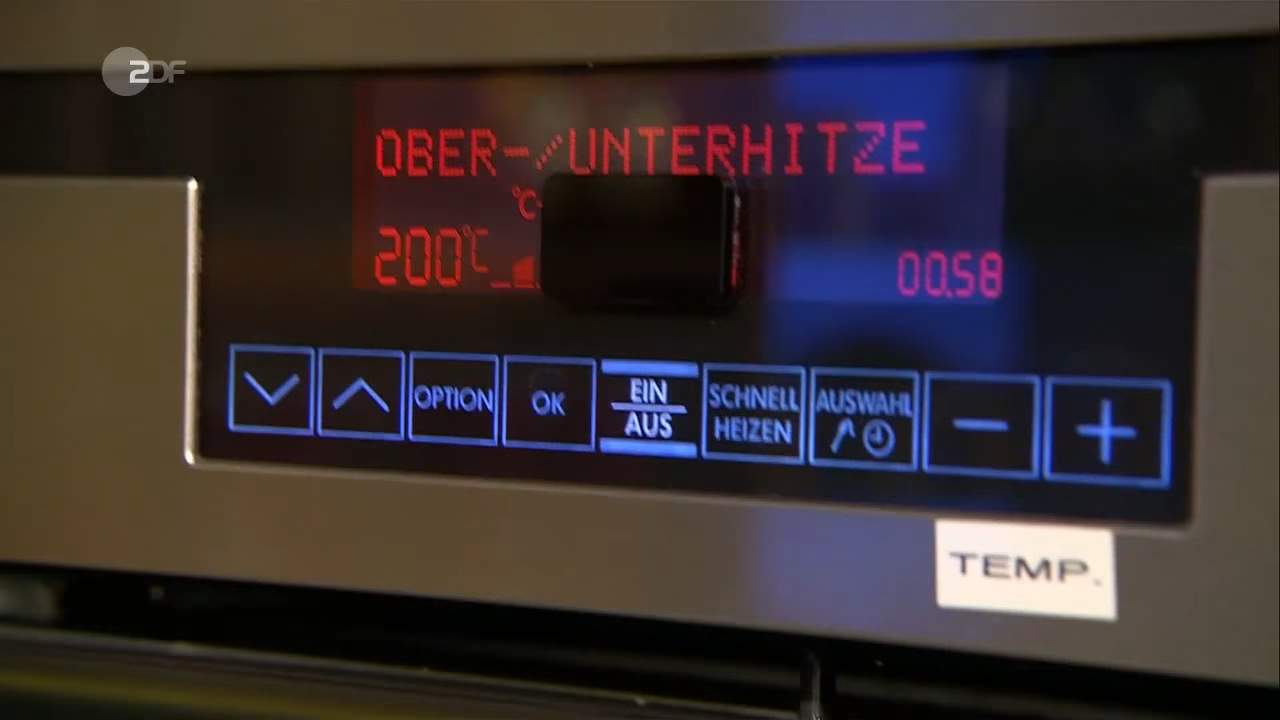 ZDF
OBER-/UNTERHITZE
°C
200°C
00.58
OPTION
OK
EIN
AUS
SCHNELL
HEIZEN
AUSWAHL
TEMP.